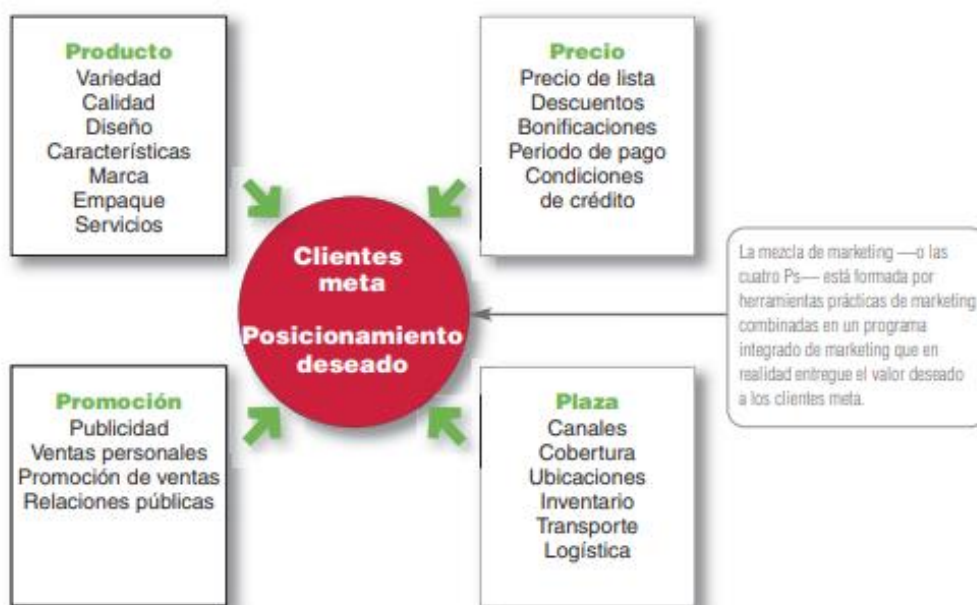 Producto
Variedad
Calidad
Diseño
Características
Marca
Empaque
Servicios
Precio
Precio de lista
Descuentos
Bonificaciones
Periodo de pago
Condiciones
de crédito
Clientes
meta
Posicionamiento
deseado
La mezcla de marketing —o las
cuatro Ps— está formada por
herramientas prácticas de marketing
combinadas en un programa
integrado de marketing que en
realidad entregue el valor deseado
a los clientes meta.
Promoción
Publicidad
Ventas personales
Promoción de ventas
Relaciones públicas
Plaza
Canales
Cobertura
Ubicaciones
Inventario
Transporte
Logística